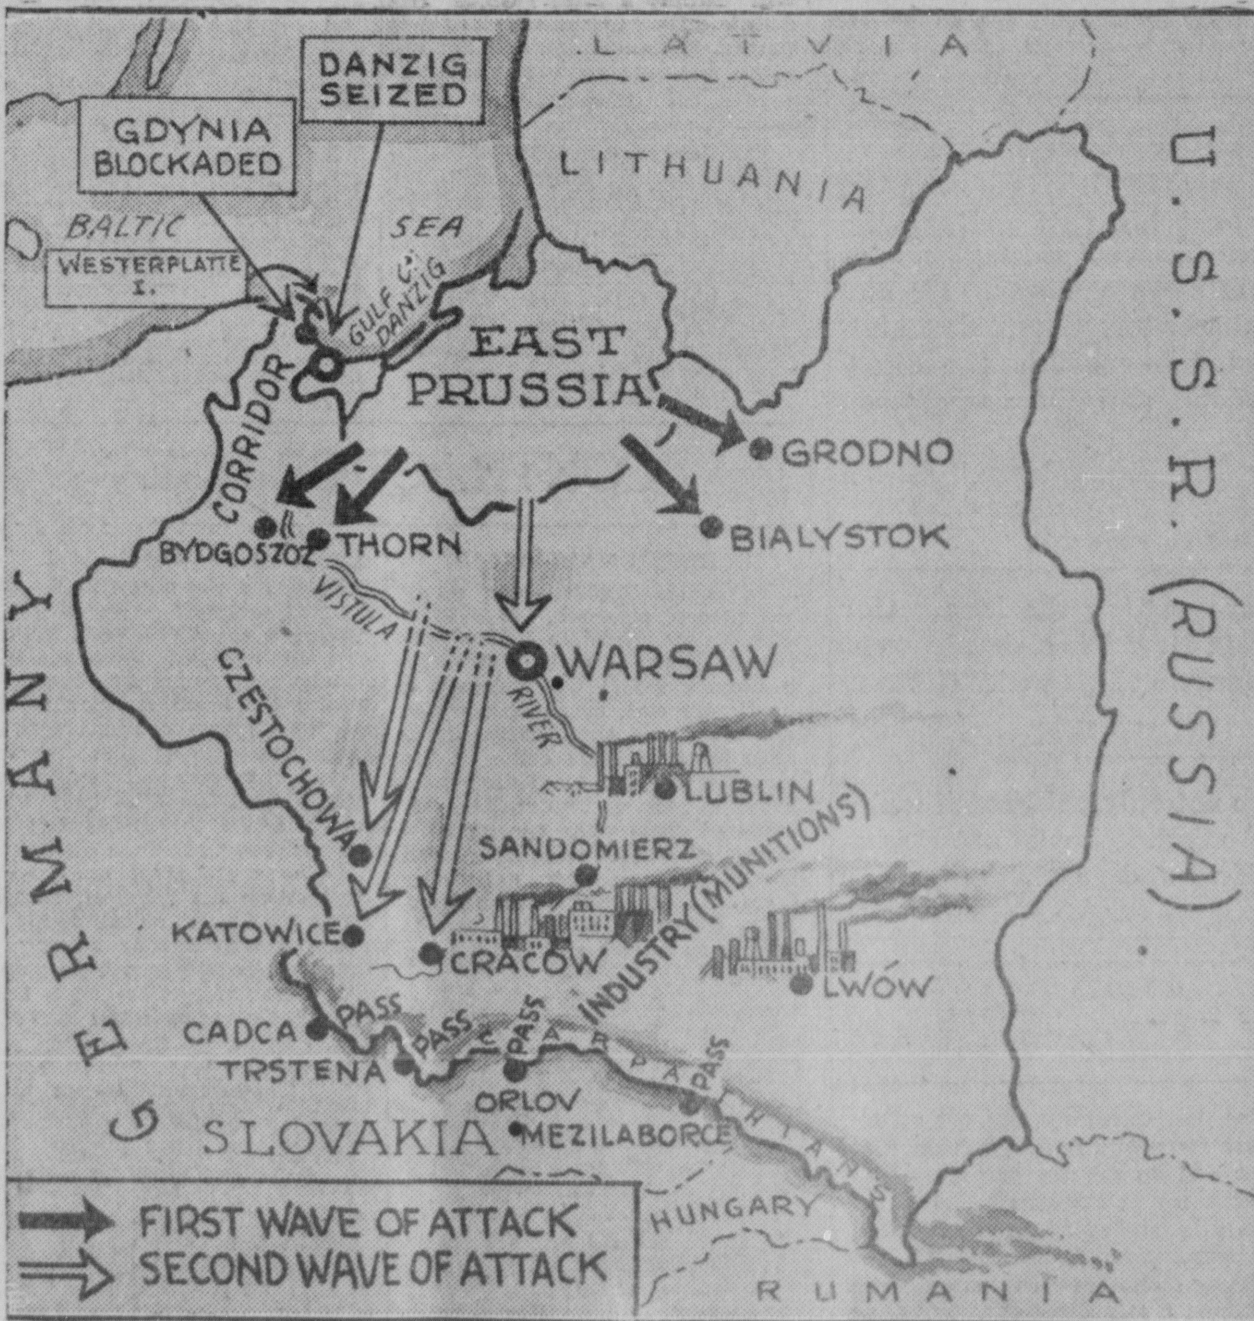 LATVIA
DANZIG
SEIZED
GDYNIA
BLOCKADED
LITHUANIA
U.S.S.R. (RUSSIA)
BALTIC SEA
WESTERPLATTE
I.
GULF O.
DANZIG
EAST
PRUSSIA
CORRIDOR
GRODNO
BYDGOSZOZ
THORN
BIALYSTOK
VISTULA
RIVER
WARSAW
GERMANY
CZESTOCHOWA
LUBLIN
SANDOMIERZ
INDUSTRY (MUNITIONS)
KATOWICE
CRACOW
LWÓW
CADCA
PASS
TRSTENA
PASS
PASS
CARPATHIANS
PASS
ORLOV
SLOVAKIA
MEZILABORCE
HUNGARY
RUMANIA
FIRST WAVE OF ATTACK
SECOND WAVE OF ATTACK